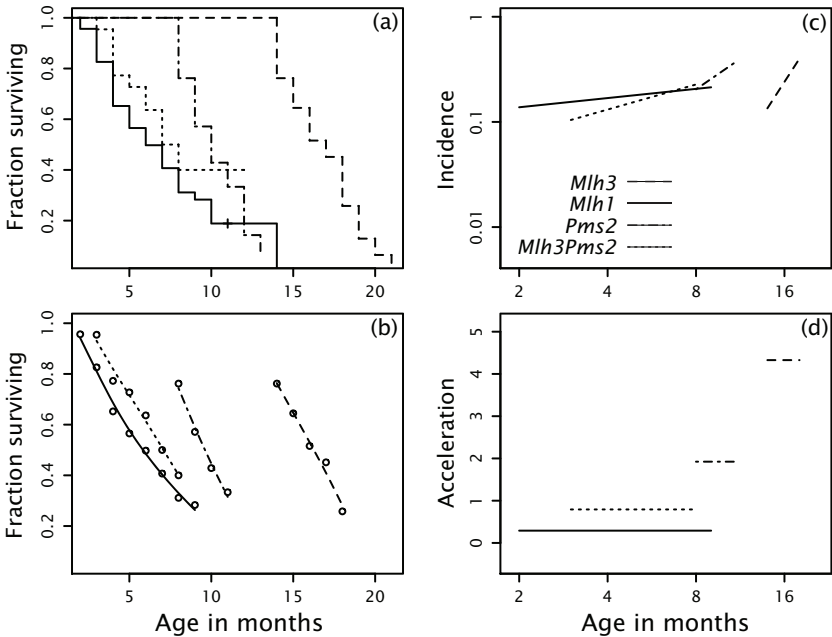 (a)
Fraction surviving
1.0
0.8
0.6
0.4
0.2
5 10 15 20
(c)
Incidence
1
0.1
0.01
Mlh3
Mlh1
Pms2
Mlh3Pms2
2 4 8 16
(b)
Fraction surviving
1.0
0.8
0.6
0.4
0.2
5 10 15 20
Age in months
(d)
Acceleration
5
4
3
2
1
0
2 4 8 16
Age in months